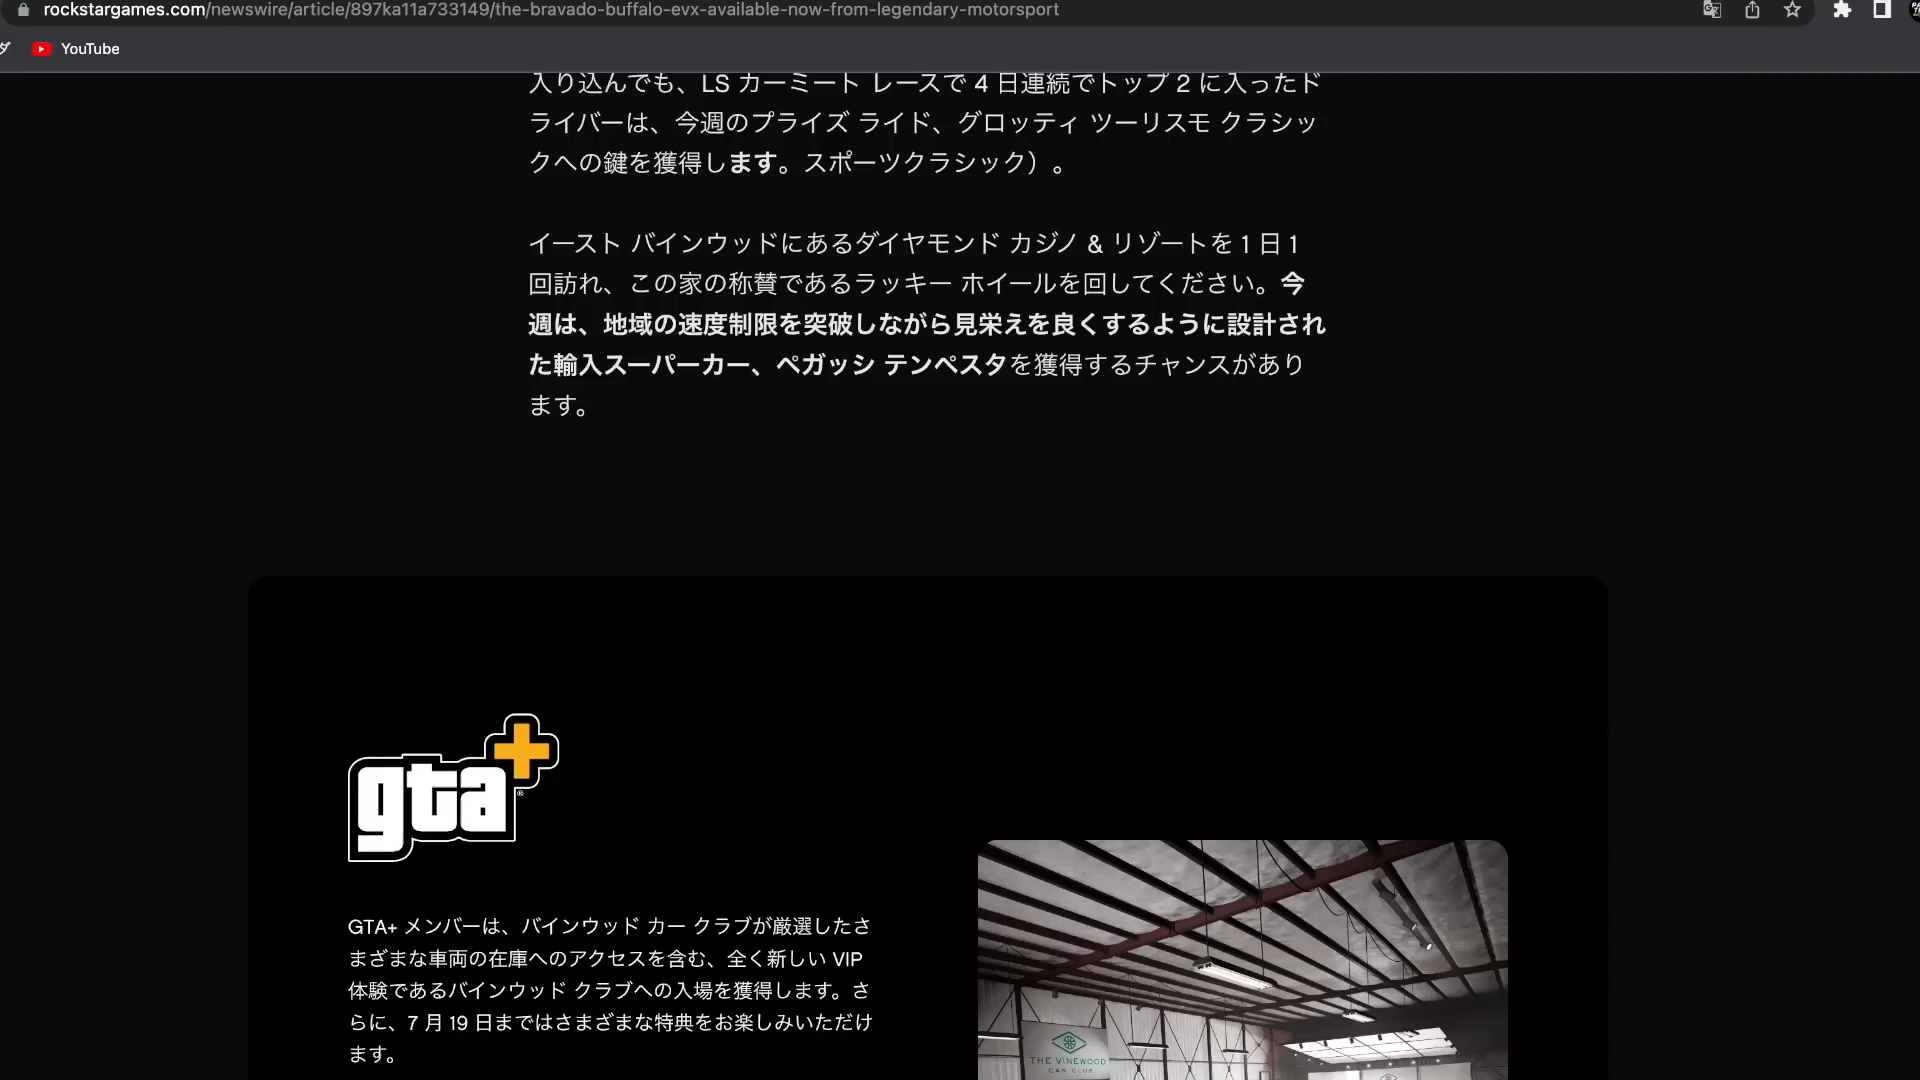 rockstargames.com/newswire/article/897ka11a733149/the-bravado-buffalo-evx-available-now-from-legendary-motorsport
YouTube
入り込んでも、LS カーミート レースで 4 日連続でトップ 2 に入ったド
ライバーは、今週のプライズ ライド、グロッティ ツーリスモ クラシッ
クへの鍵を獲得します。スポーツクラシック）。
イースト バインウッドにあるダイヤモンド カジノ & リゾートを 1 日 1
回訪れ、この家の称賛であるラッキー ホイールを回してください。今
週は、地域の速度制限を突破しながら見栄えを良くするように設計され
た輸入スーパーカー、ペガッシ テンペスタを獲得するチャンスがあり
ます。
gta+
GTA+ メンバーは、バインウッド カー クラブが厳選したさ
まざまな車両の在庫へのアクセスを含む、全く新しい VIP
体験であるバインウッド クラブへの入場を獲得します。さ
らに、7 月 19 日まではさまざまな特典をお楽しみいただけ
ます。
THE VINEWOOD
CAR CLUB